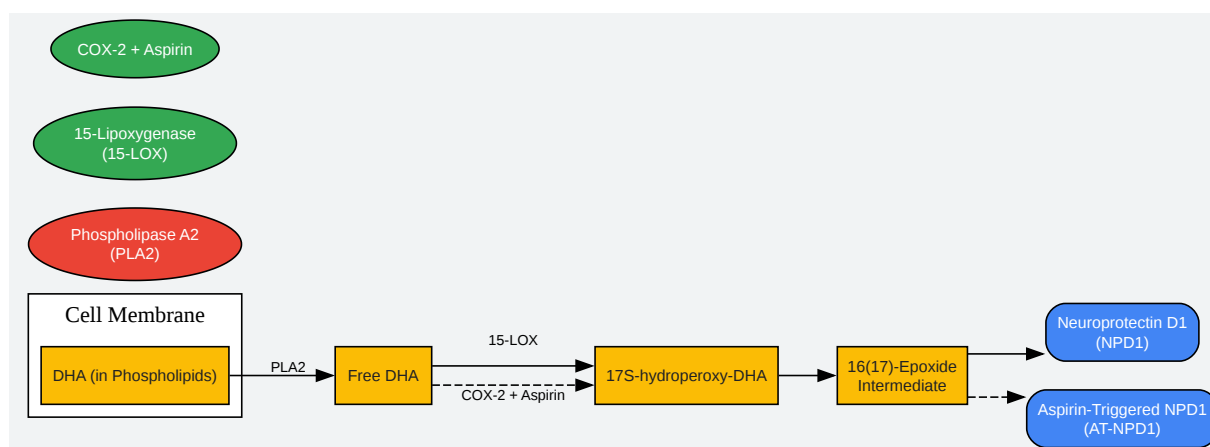 COX-2 + Aspirin
15-Lipoxygenase
(15-LOX)
Phospholipase A2
(PLA2)
Cell Membrane
DHA (in Phospholipids)
PLA2
Free DHA
15-LOX
COX-2 + Aspirin
17S-hydroperoxy-DHA
16(17)-Epoxide
Intermediate
Neuroprotectin D1
(NPD1)
Aspirin-Triggered NPD1
(AT-NPD1)